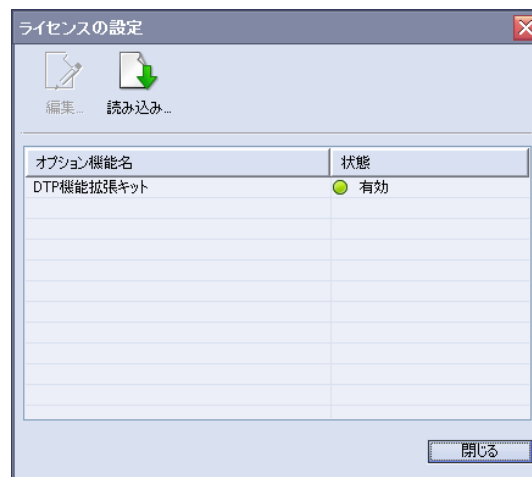 ライセンスの設定
編集... 読み込み...
オプション機能名 状態
DTP機能拡張キット 有効
閉じる